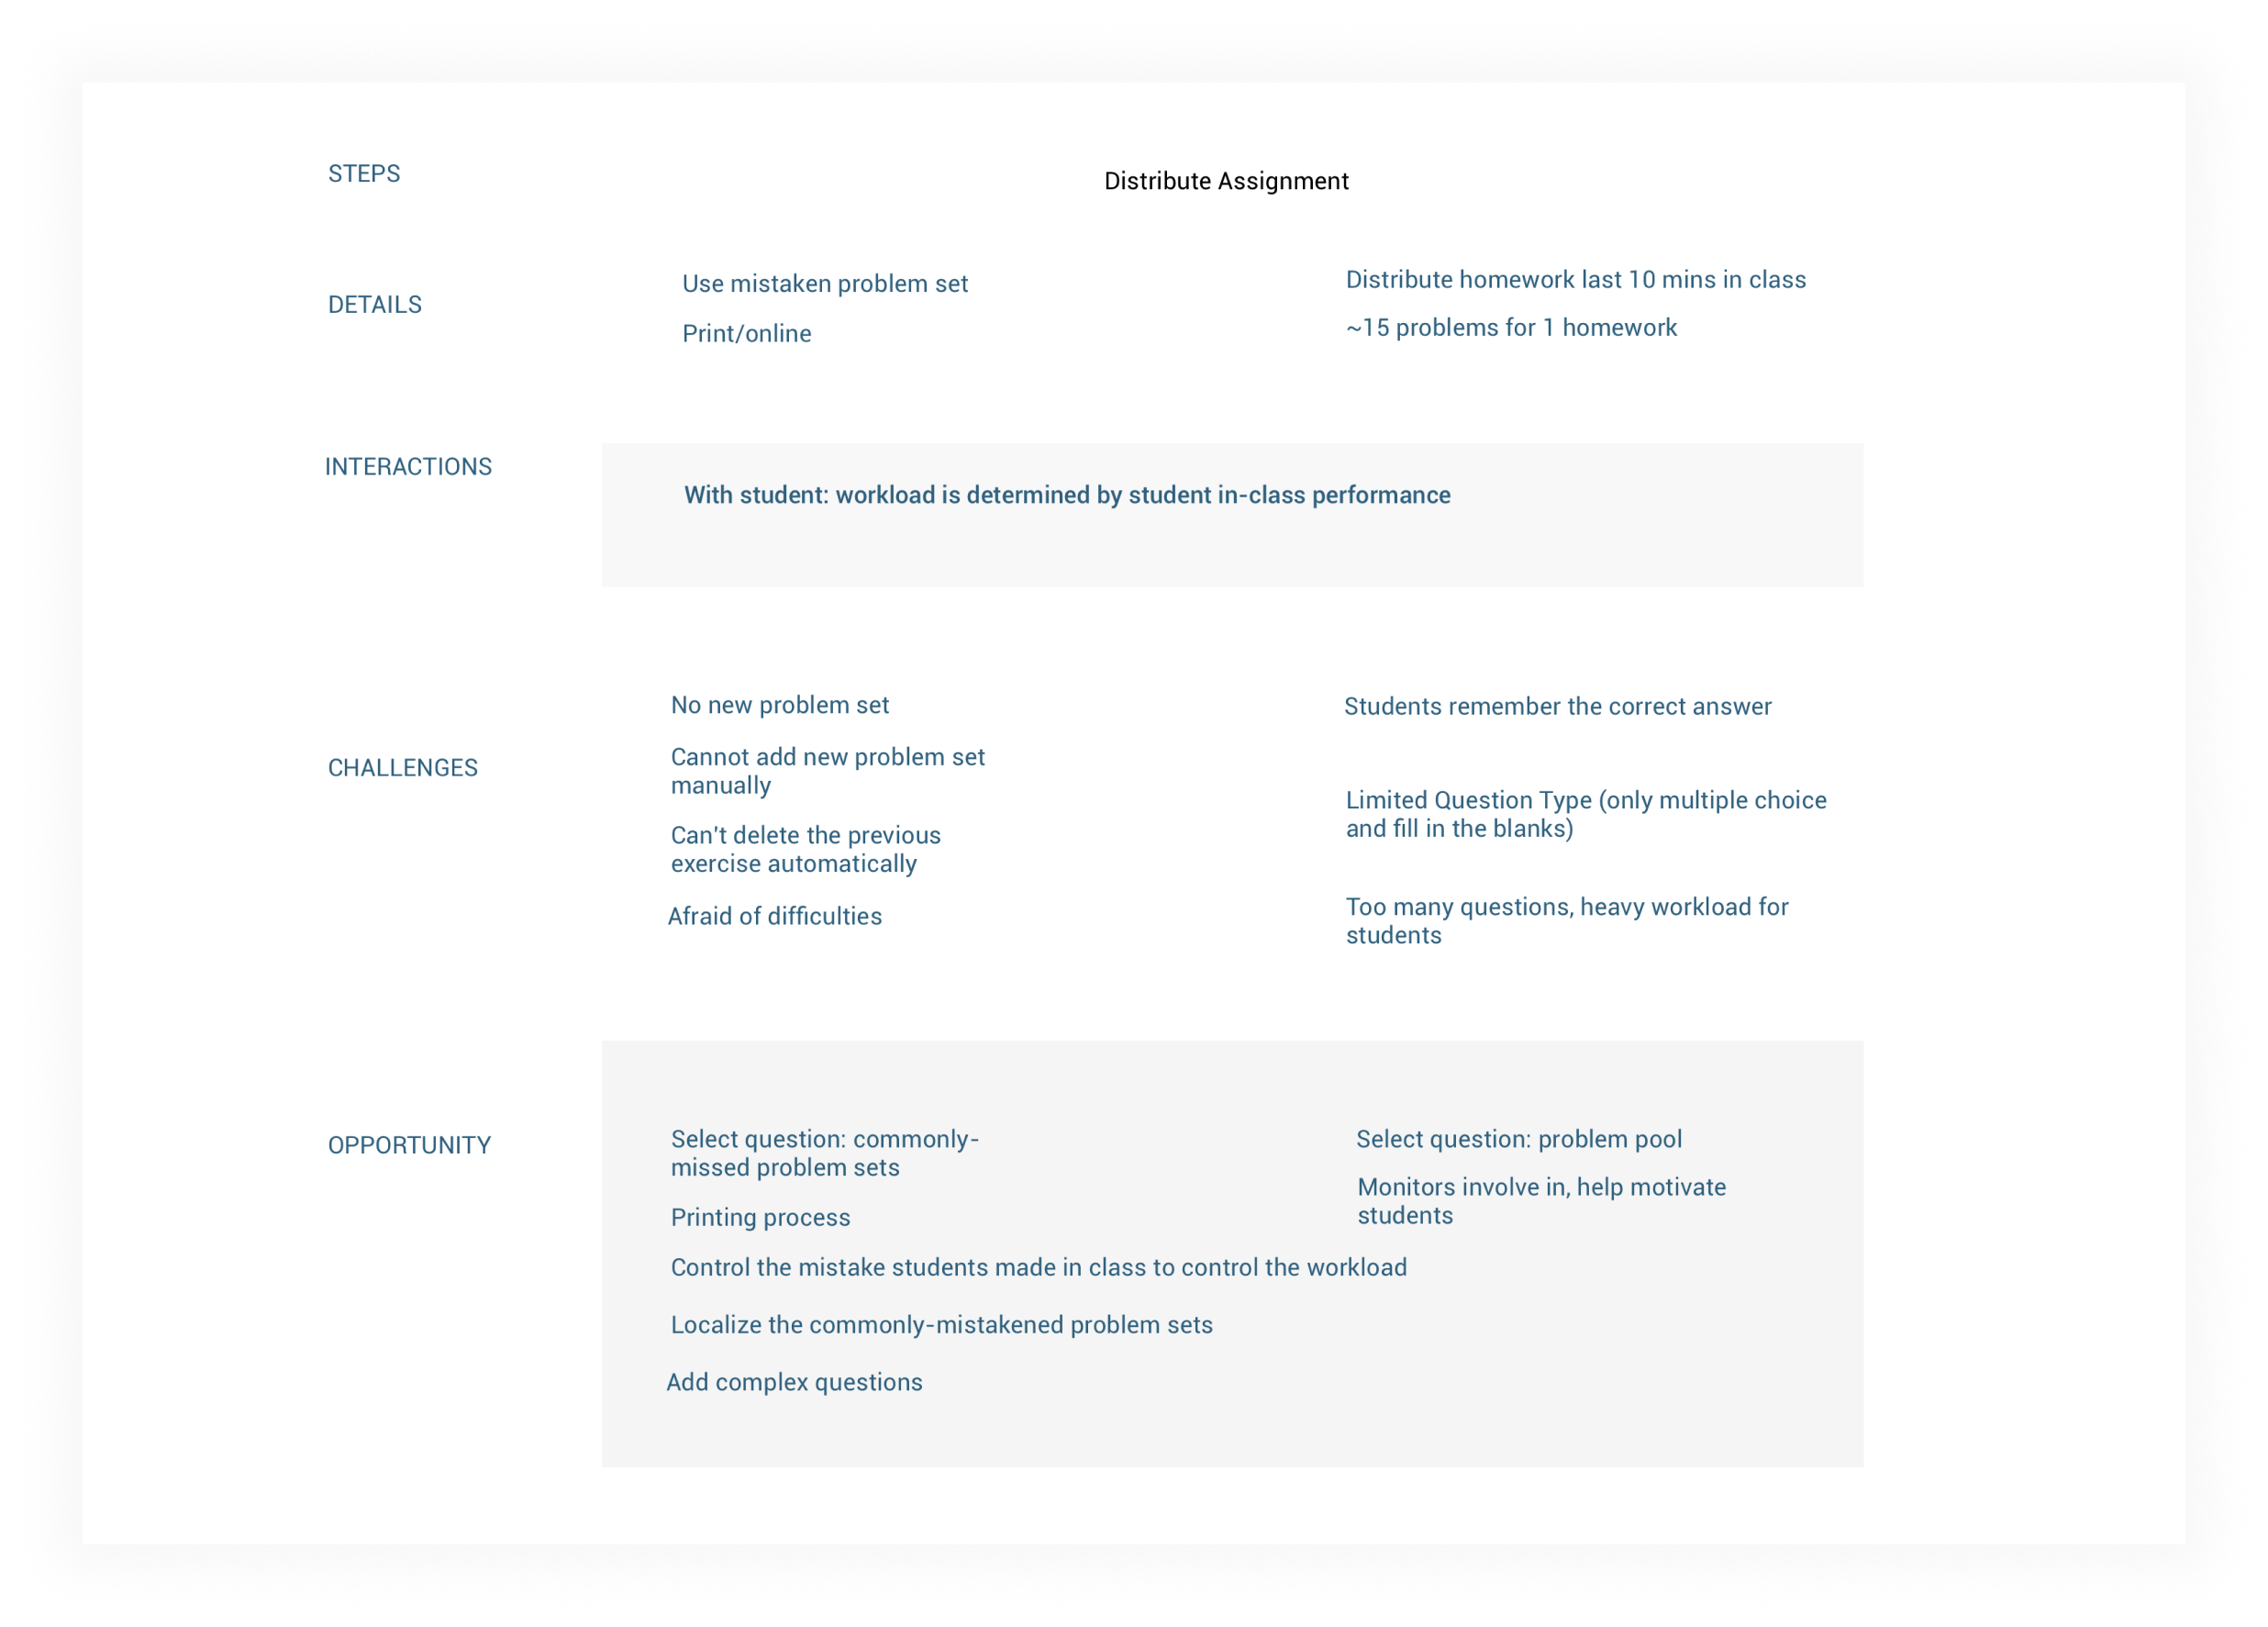 STEPS
Distribute Assignment
DETAILS
Use mistaken problem set
Print/online
Distribute homework last 10 mins in class
~15 problems for 1 homework
INTERACTIONS
With student: workload is determined by student in-class performance
CHALLENGES
No new problem set
Cannot add new problem set
manually
Can't delete the previous
exercise automatically
Afraid of difficulties
Students remember the correct answer
Limited Question Type (only multiple choice
and fill in the blanks)
Too many questions, heavy workload for
students
OPPORTUNITY
Select question: commonly-
missed problem sets
Printing process
Select question: problem pool
Monitors involve in, help motivate
students
Control the mistake students made in class to control the workload
Localize the commonly-mistakened problem sets
Add complex questions